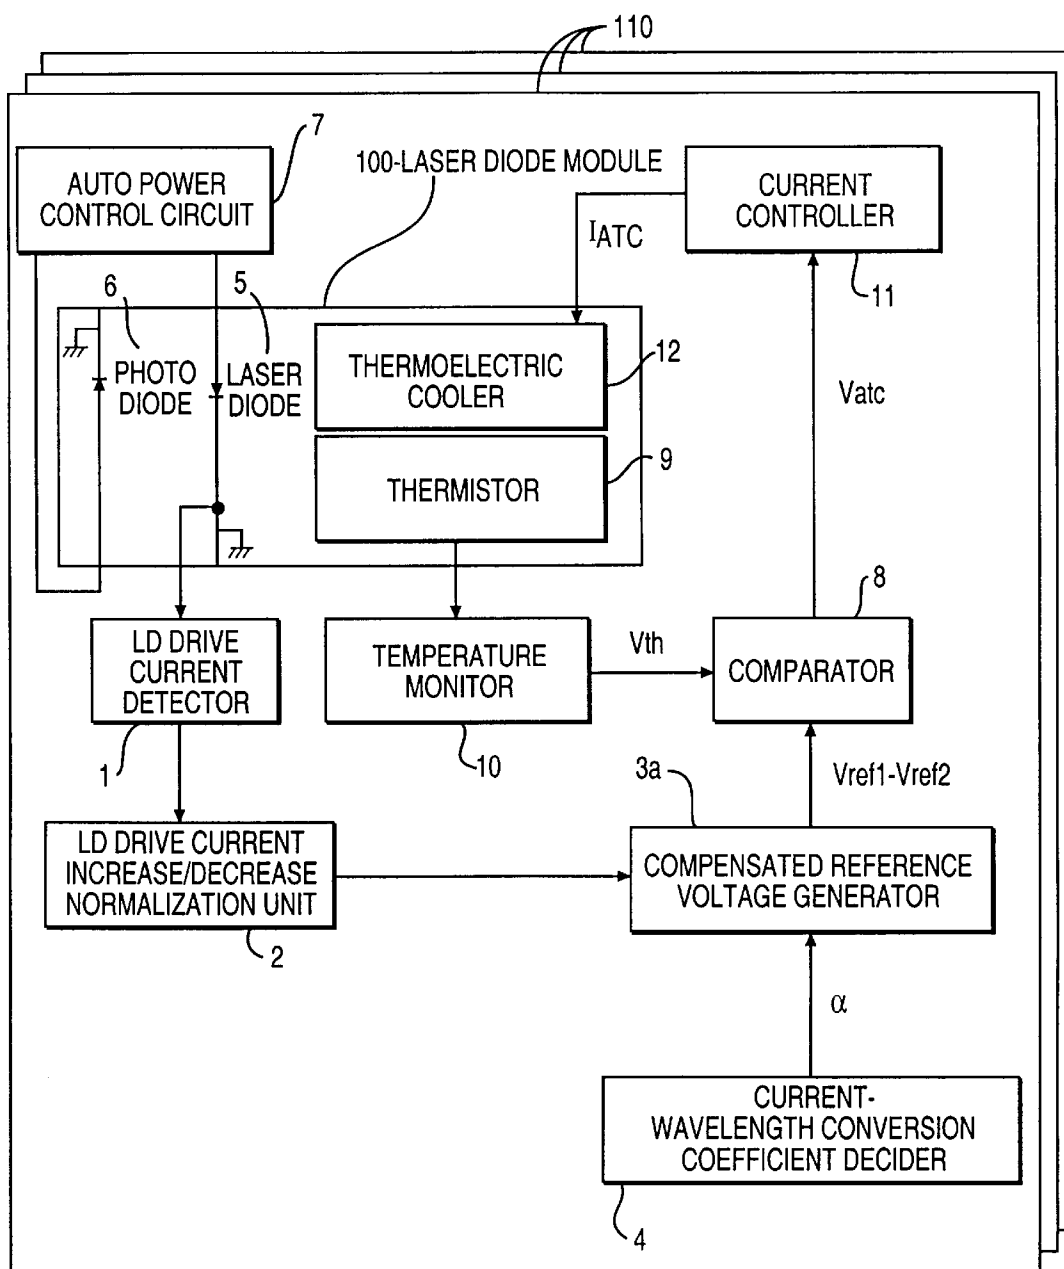 110
7
AUTO POWER
CONTROL CIRCUIT
100-LASER DIODE MODULE
CURRENT
CONTROLLER
11
IATC
6
5
PHOTO
DIODE
LASER
DIODE
THERMOELECTRIC
COOLER
12
Vatc
THERMISTOR
9
8
LD DRIVE
CURRENT
DETECTOR
1
TEMPERATURE
MONITOR
10
Vth
COMPARATOR
3a
Vref1-Vref2
LD DRIVE CURRENT
INCREASE/DECREASE
NORMALIZATION UNIT
2
COMPENSATED REFERENCE
VOLTAGE GENERATOR
α
CURRENT-
WAVELENGTH CONVERSION
COEFFICIENT DECIDER
4